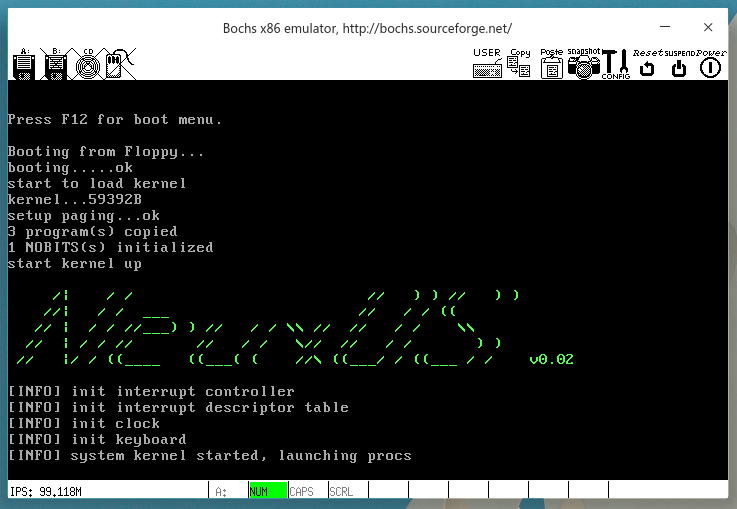 Bochs x86 emulator, http://bochs.sourceforge.net/
A: B: CD USER Copy Paste snapshot CONFIG Reset SUSPEND Power
Press F12 for boot menu.
Booting from Floppy...
booting.....ok
start to load kernel
kernel...59392B
setup paging...ok
3 program(s) copied
1 NOBITS(s) initialized
start kernel up
v0.02
[INFO] init interrupt controller
[INFO] init interrupt descriptor table
[INFO] init clock
[INFO] init keyboard
[INFO] system kernel started, launching procs
IPS: 99.118M A: NUM CAPS SCRL